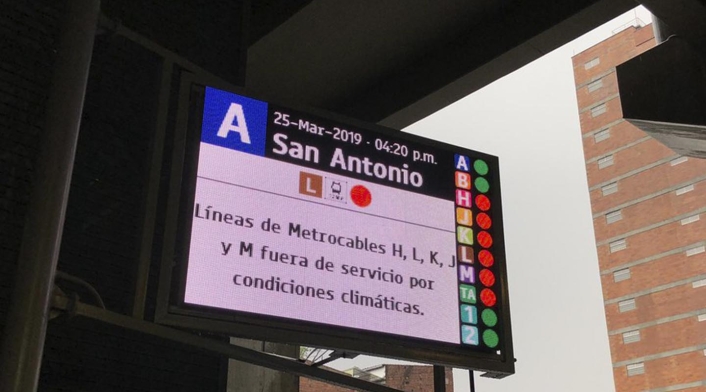 A
25-Mar-2019 · 04:20 p.m.
San Antonio
L
Líneas de Metrocables H, L, K, J
y M fuera de servicio por
condiciones climáticas.
A
B
H
J
K
L
M
TA
1
2